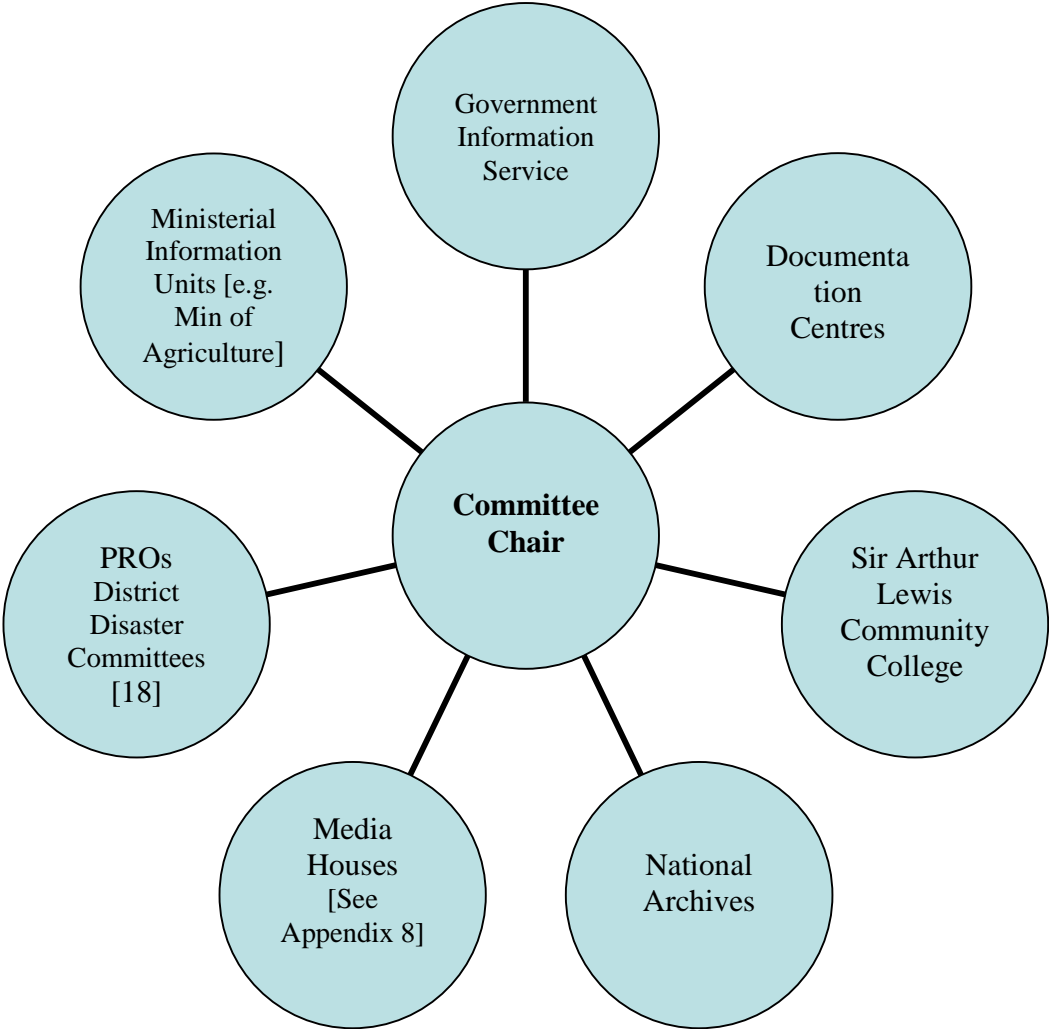 Government
Information
Service
Ministerial
Information
Units [e.g.
Min of
Agriculture]
Documenta
tion
Centres
Committee
Chair
PROs
District
Disaster
Committees
[18]
Sir Arthur
Lewis
Community
College
Media
Houses
[See
Appendix 8]
National
Archives